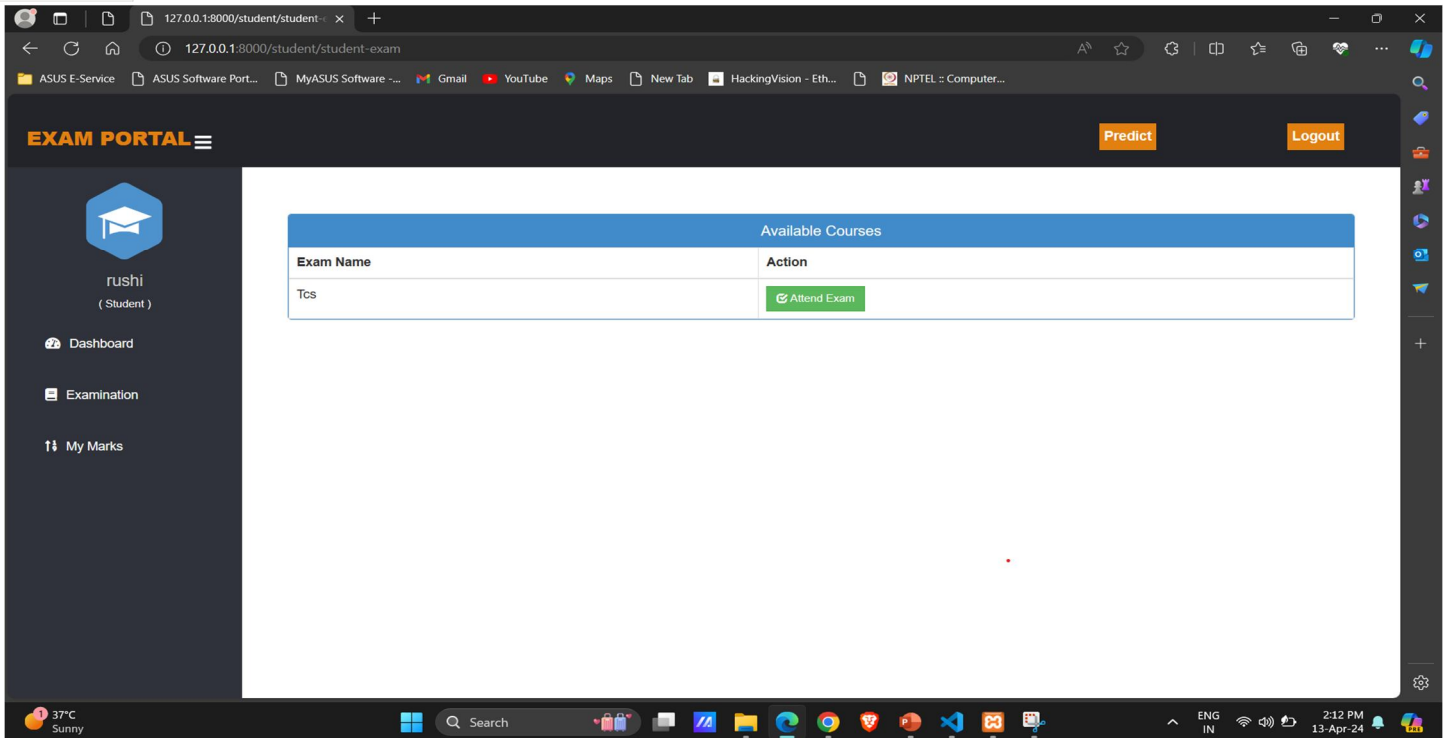 127.0.0.1:8000/student/student-e
127.0.0.1:8000/student/student-exam
ASUS E-Service ASUS Software Port... MyASUS Software -... Gmail YouTube Maps New Tab HackingVision - Eth... NPTEL :: Computer...
EXAM PORTAL Predict Logout
rushi
( Student )
Dashboard
Examination
My Marks
Available Courses
Exam Name Action
Tcs Attend Exam
1 37°C
Sunny
Search
ENG
IN
2:12 PM
13-Apr-24
PRE